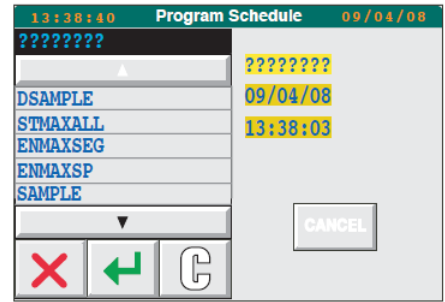 13:38:40 Program Schedule 09/04/08
????????
DSAMPLE
STMAXALL
ENMAXSEG
ENMAXSP
SAMPLE
????????
09/04/08
13:38:03
CANCEL
C